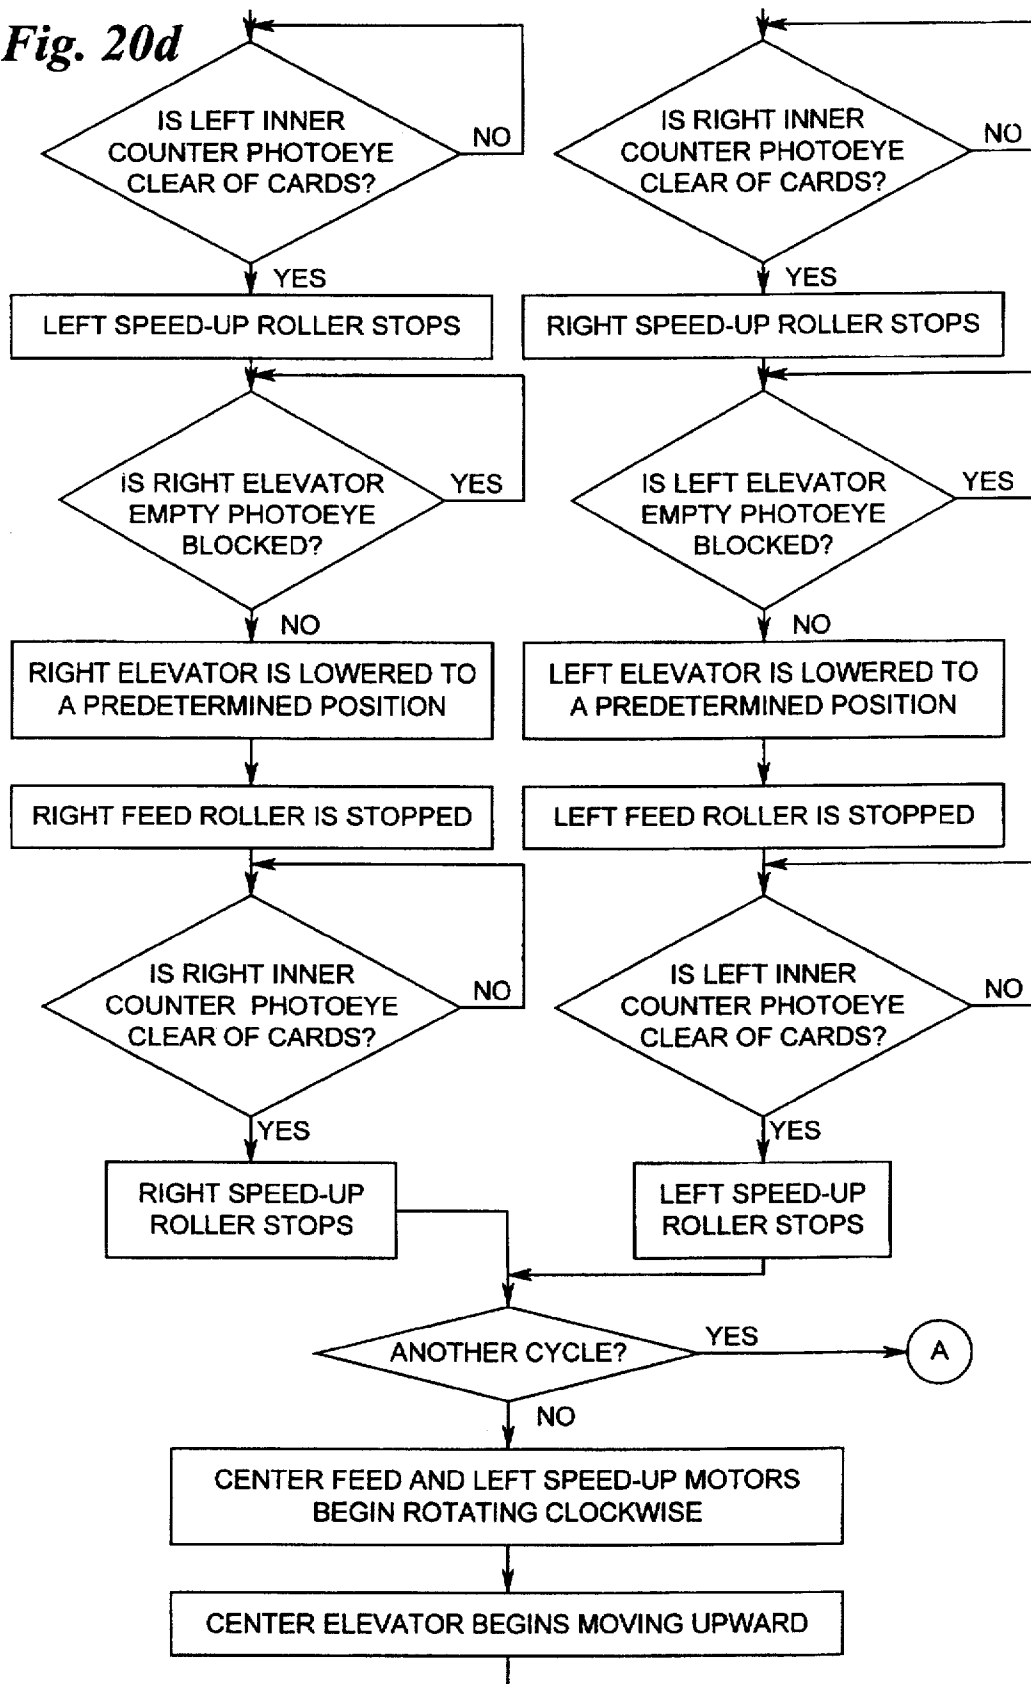 Fig. 20d
IS LEFT INNER
COUNTER PHOTOEYE
CLEAR OF CARDS?
NO
YES
LEFT SPEED-UP ROLLER STOPS
IS RIGHT ELEVATOR
EMPTY PHOTOEYE
BLOCKED?
YES
NO
RIGHT ELEVATOR IS LOWERED TO
A PREDETERMINED POSITION
RIGHT FEED ROLLER IS STOPPED
IS RIGHT INNER
COUNTER PHOTOEYE
CLEAR OF CARDS?
NO
YES
RIGHT SPEED-UP
ROLLER STOPS
IS RIGHT INNER
COUNTER PHOTOEYE
CLEAR OF CARDS?
NO
YES
RIGHT SPEED-UP ROLLER STOPS
IS LEFT ELEVATOR
EMPTY PHOTOEYE
BLOCKED?
YES
NO
LEFT ELEVATOR IS LOWERED TO
A PREDETERMINED POSITION
LEFT FEED ROLLER IS STOPPED
IS LEFT INNER
COUNTER PHOTOEYE
CLEAR OF CARDS?
NO
YES
LEFT SPEED-UP
ROLLER STOPS
ANOTHER CYCLE?
YES
A
NO
CENTER FEED AND LEFT SPEED-UP MOTORS
BEGIN ROTATING CLOCKWISE
CENTER ELEVATOR BEGINS MOVING UPWARD